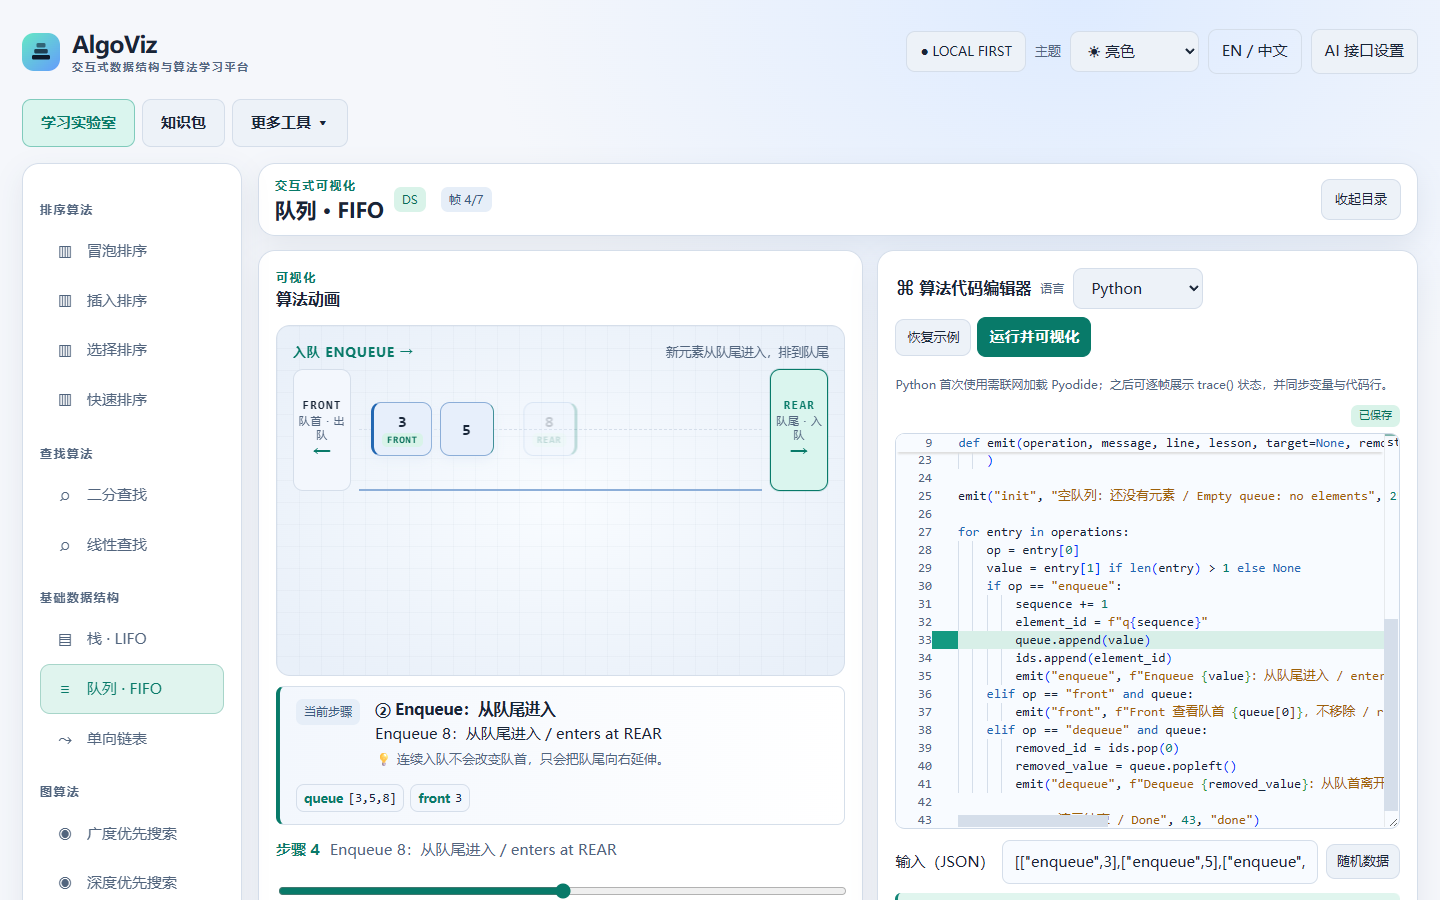 AlgoViz
交互式数据结构与算法学习平台
● LOCAL FIRST
主题
☀ 亮色
EN / 中文
AI 接口设置
学习实验室
知识包
更多工具 ▾
排序算法
冒泡排序
插入排序
选择排序
快速排序
查找算法
二分查找
线性查找
基础数据结构
栈 · LIFO
队列 · FIFO
单向链表
图算法
广度优先搜索
深度优先搜索
交互式可视化
队列 • FIFO
DS
帧 4/7
收起目录
可视化
算法动画
入队 ENQUEUE →
新元素从队尾进入，排到队尾
FRONT
队首 · 出
队
←
3
FRONT
5
8
REAR
REAR
队尾 · 入
队
→
当前步骤
② Enqueue：从队尾进入
Enqueue 8：从队尾进入 / enters at REAR
💡 连续入队不会改变队首，只会把队尾向右延伸。
queue [3,5,8]
front 3
步骤 4 Enqueue 8：从队尾进入 / enters at REAR
⌘ 算法代码编辑器
语言
Python
恢复示例
运行并可视化
Python 首次使用需联网加载 Pyodide；之后可逐帧展示 trace() 状态，并同步变量与代码行。
已保存
9 def emit(operation, message, line, lesson, target=None, remo
23 )
24
25 emit("init", "空队列：还没有元素 / Empty queue: no elements", 2
26
27 for entry in operations:
28 op = entry[0]
29 value = entry[1] if len(entry) > 1 else None
30 if op == "enqueue":
31 sequence += 1
32 element_id = f"q{sequence}"
33 queue.append(value)
34 ids.append(element_id)
35 emit("enqueue", f"Enqueue {value}：从队尾进入 / enter
36 elif op == "front" and queue:
37 emit("front", f"Front 查看队首 {queue[0]}，不移除 / r
38 elif op == "dequeue" and queue:
39 removed_id = ids.pop(0)
40 removed_value = queue.popleft()
41 emit("dequeue", f"Dequeue {removed_value}：从队首离开
42
43 / Done", 43, "done")
输入（JSON）
[["enqueue",3],["enqueue",5],["enqueue",
随机数据